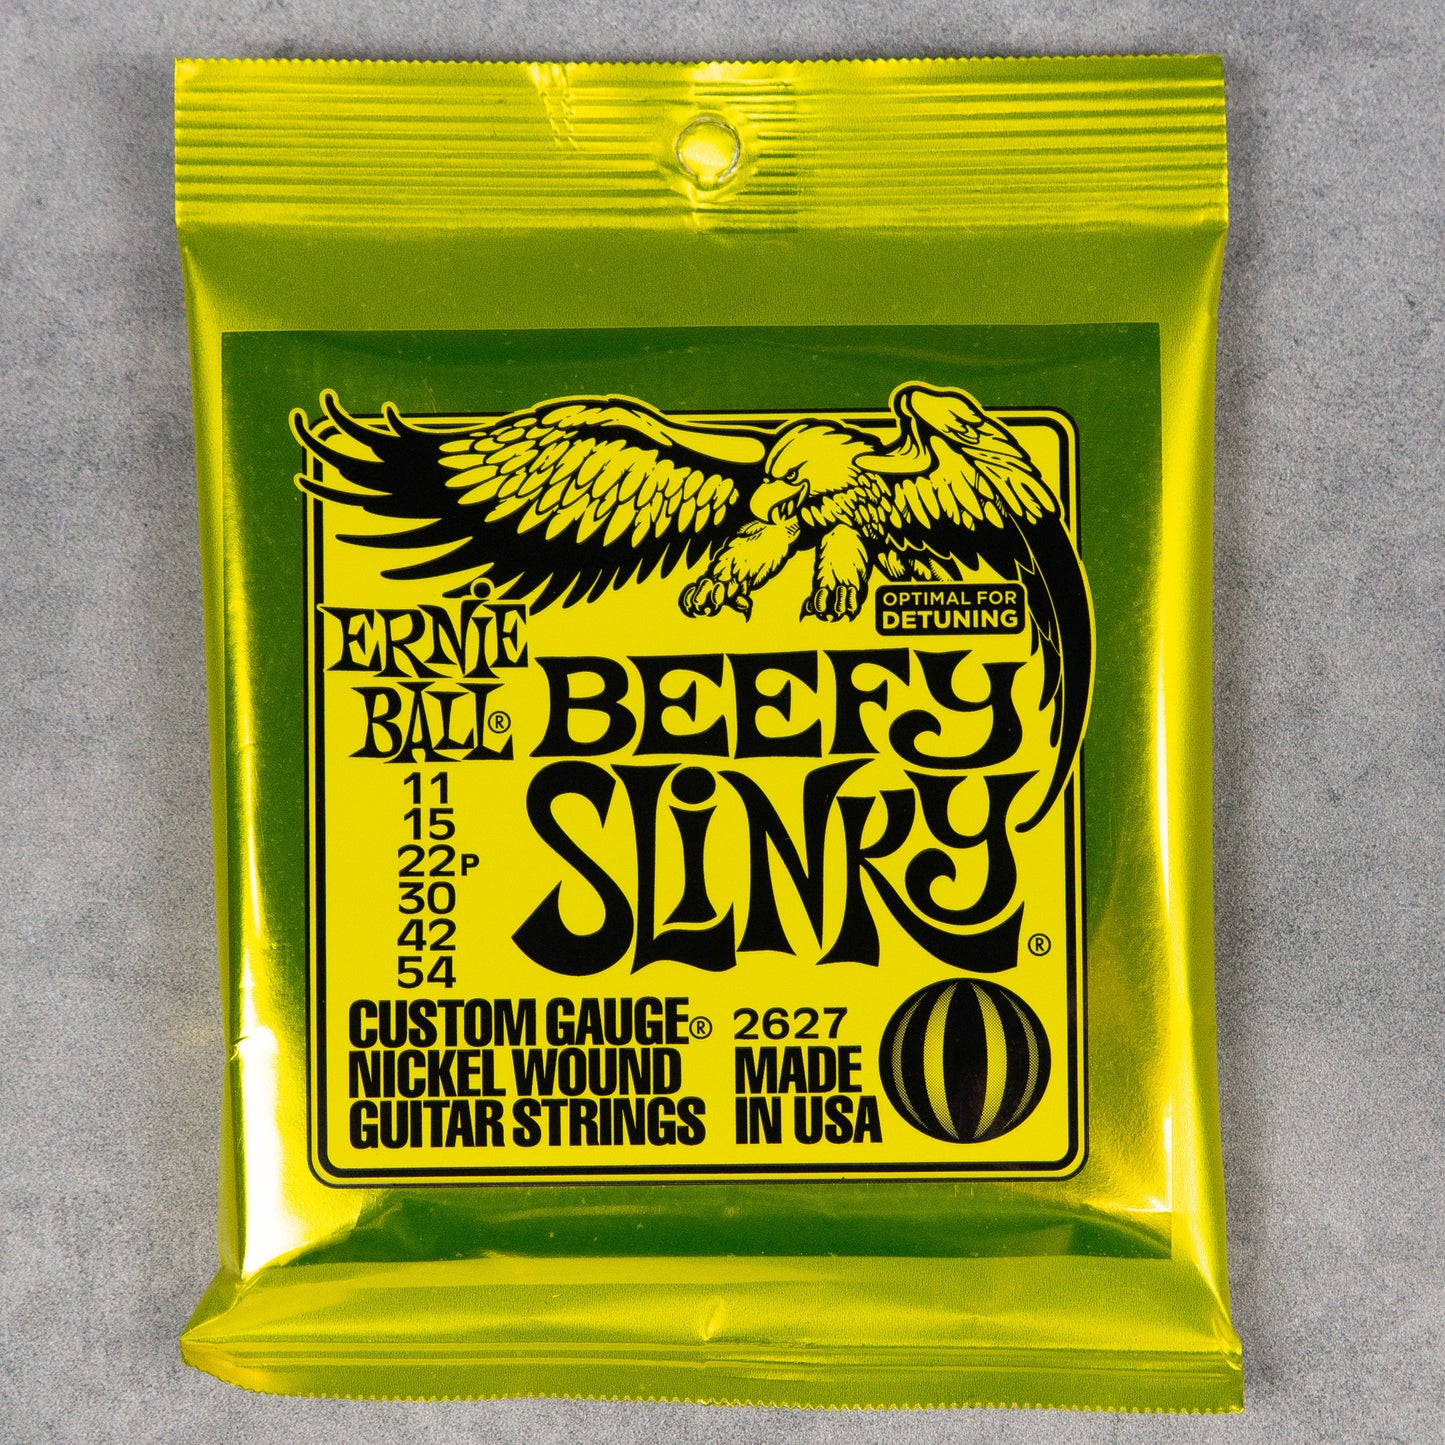 OPTIMAL FOR
DETUNING
ERNiE
BALL®
BEEFY
SLiNKY®
11
15
22P
30
42
54
CUSTOM GAUGE®
NICKEL WOUND
GUITAR STRINGS
2627
MADE
IN USA